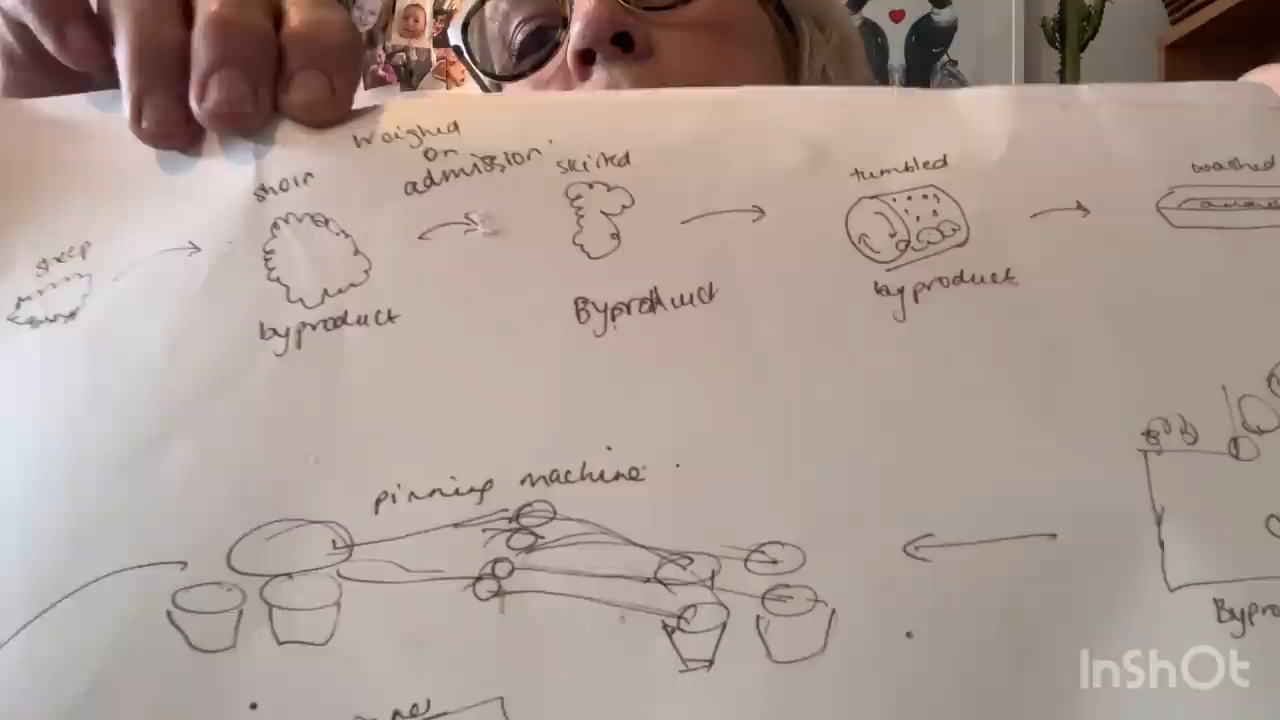 weighed
on
admission.
skirted
tumbled
washed
shorn
sheep
byproduct
Byproduct
byproduct
pinning machine
Bypro
InShOt